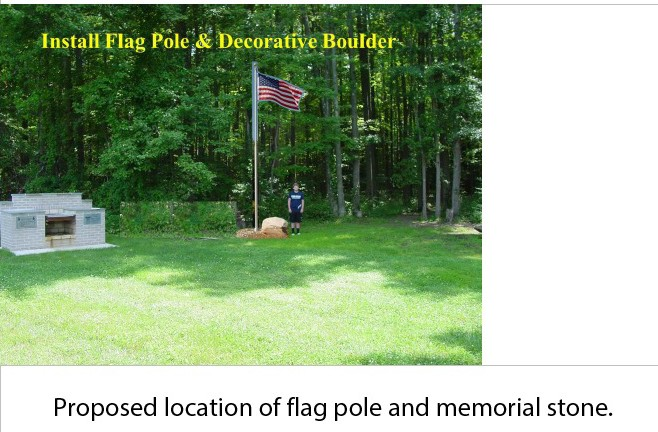 Install Flag Pole & Decorative Boulder
Proposed location of flag pole and memorial stone.